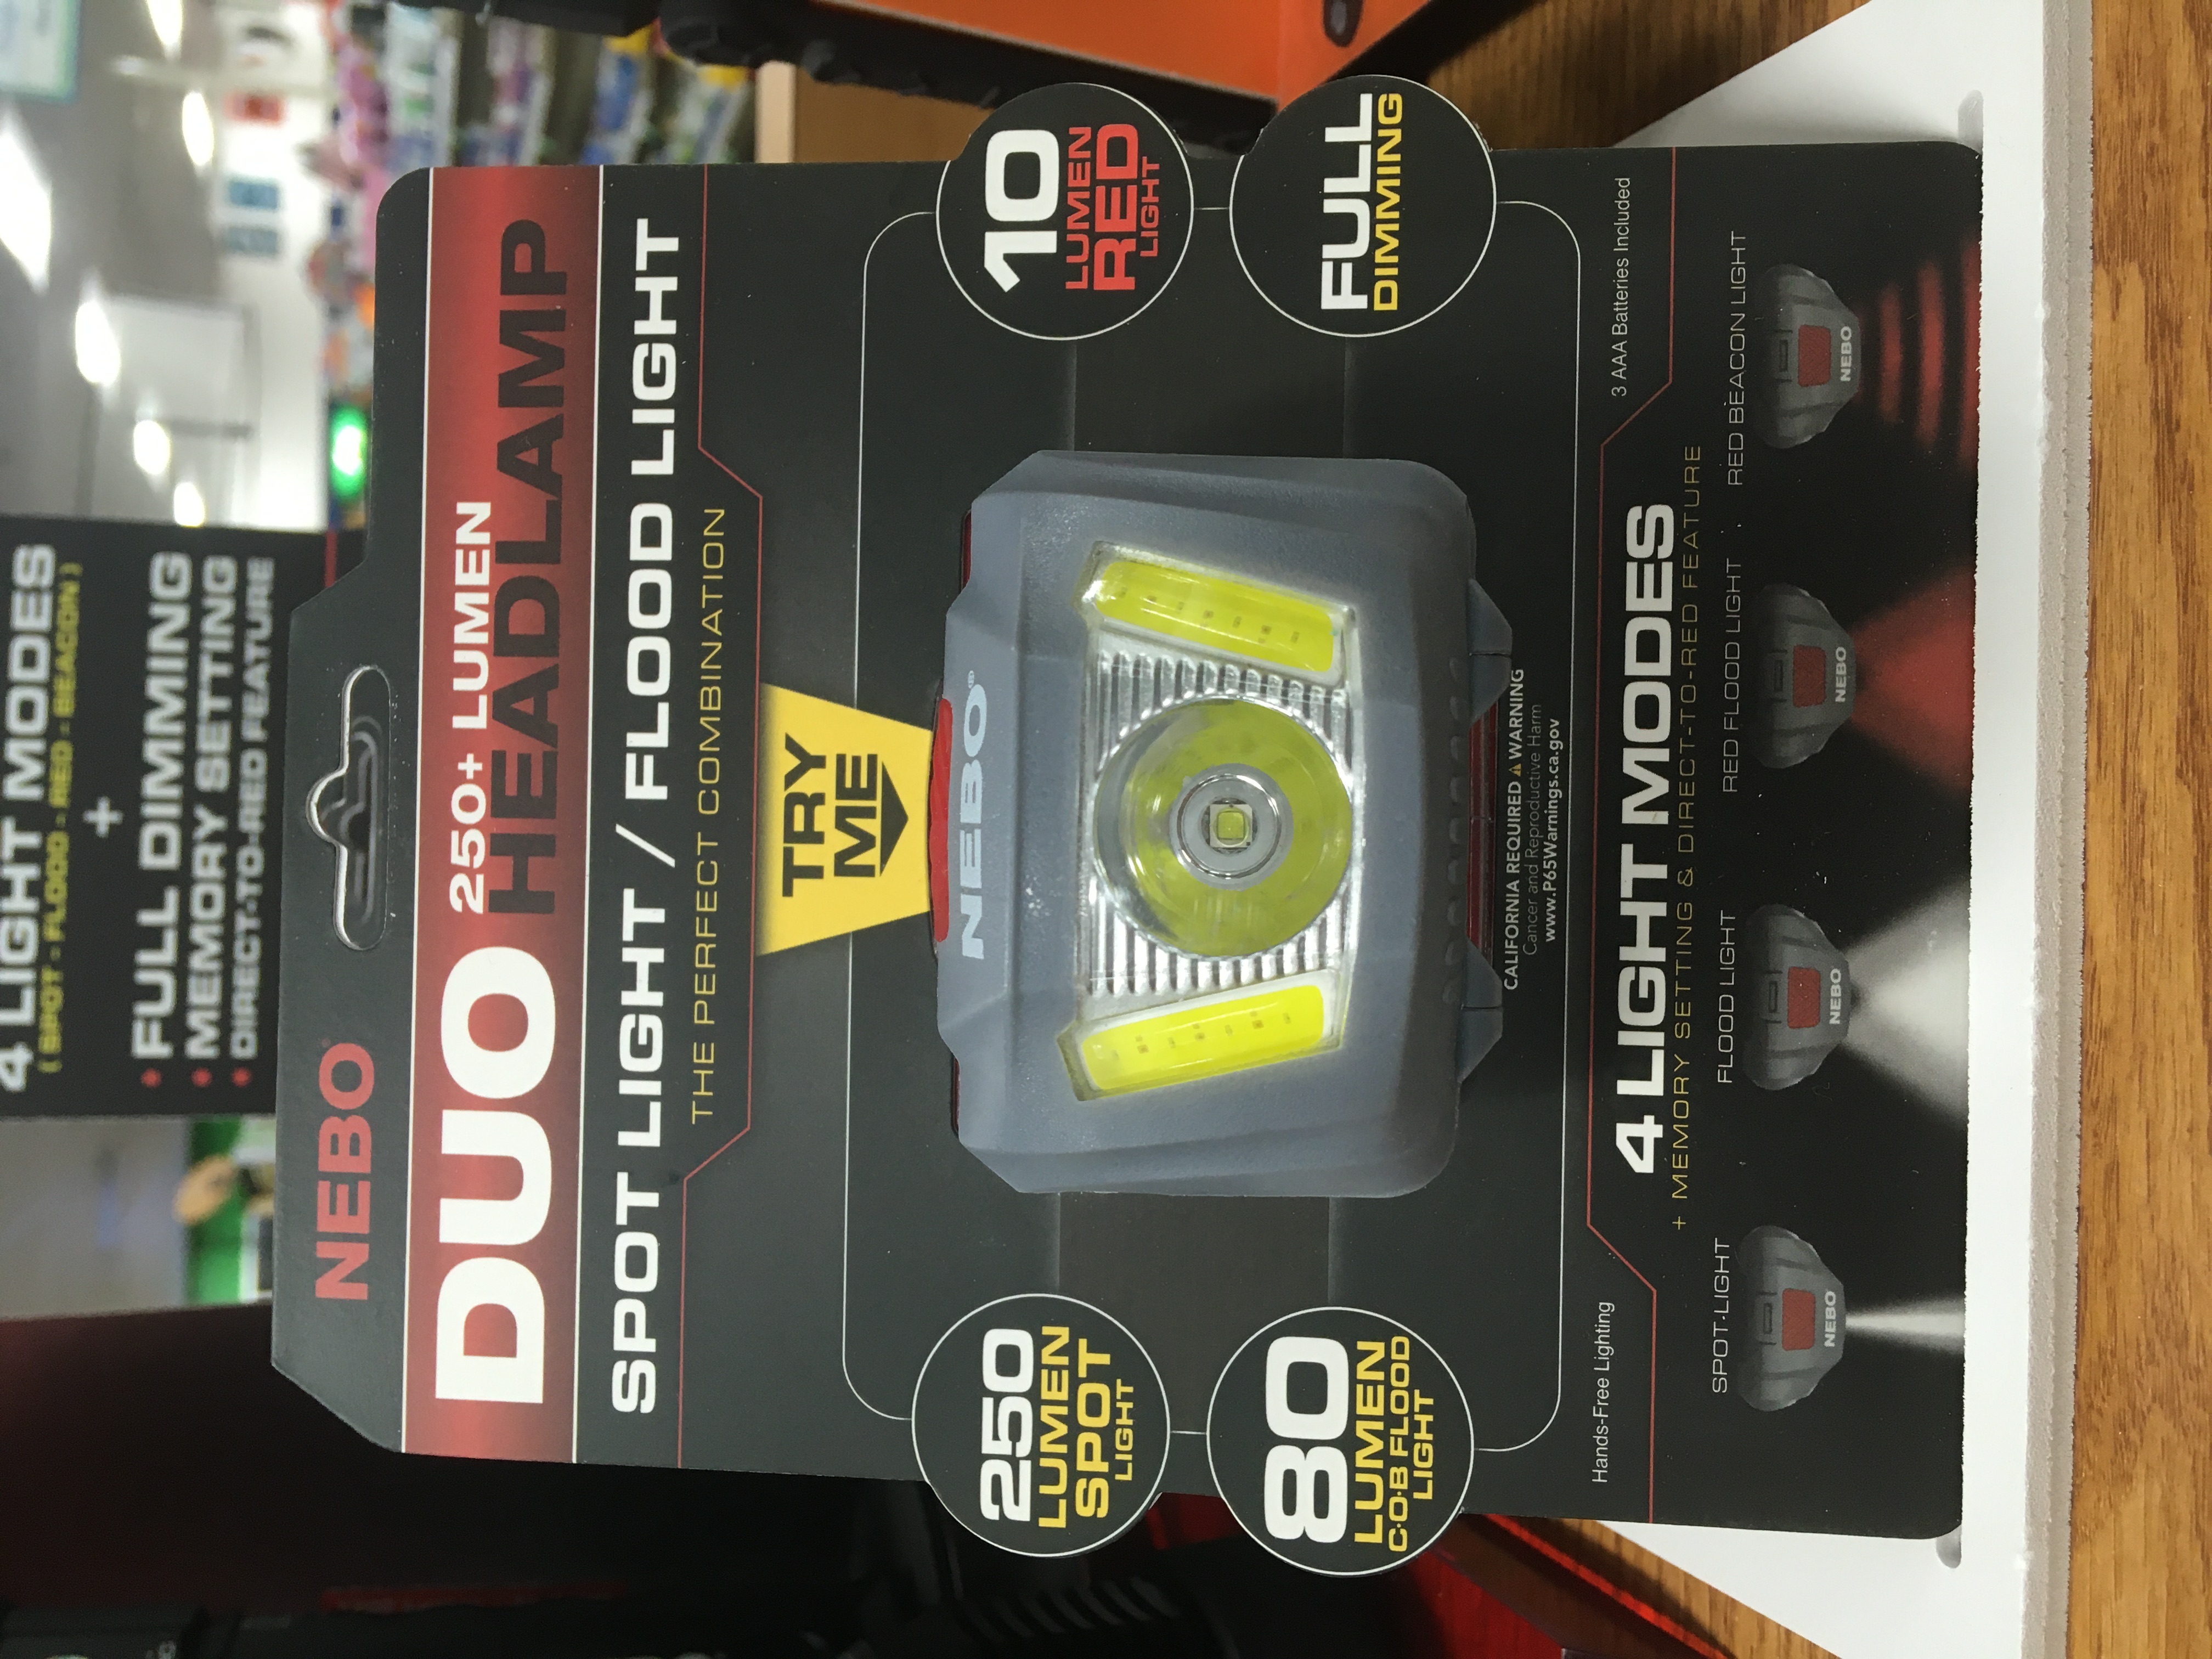 4 LIGHT MODES
( SPOT - FLOOD - RED - BEACON )
+
• FULL DIMMING
• MEMORY SETTING
• DIRECT-TO-RED FEATURE
NEBO
DUO 250+ LUMEN
HEADLAMP
SPOT LIGHT / FLOOD LIGHT
THE PERFECT COMBINATION
TRY
ME
250
LUMEN
SPOT
LIGHT
80
LUMEN
C•O•B FLOOD
LIGHT
10
LUMEN
RED
LIGHT
FULL
DIMMING
NEBO®
CALIFORNIA REQUIRED ⚠ WARNING
Cancer and Reproductive Harm
www.P65Warnings.ca.gov
Hands-Free Lighting
3 AAA Batteries Included
4 LIGHT MODES
+ MEMORY SETTING & DIRECT-TO-RED FEATURE
SPOT LIGHT
FLOOD LIGHT
RED FLOOD LIGHT
RED BEACON LIGHT
NEBO
NEBO
NEBO
NEBO